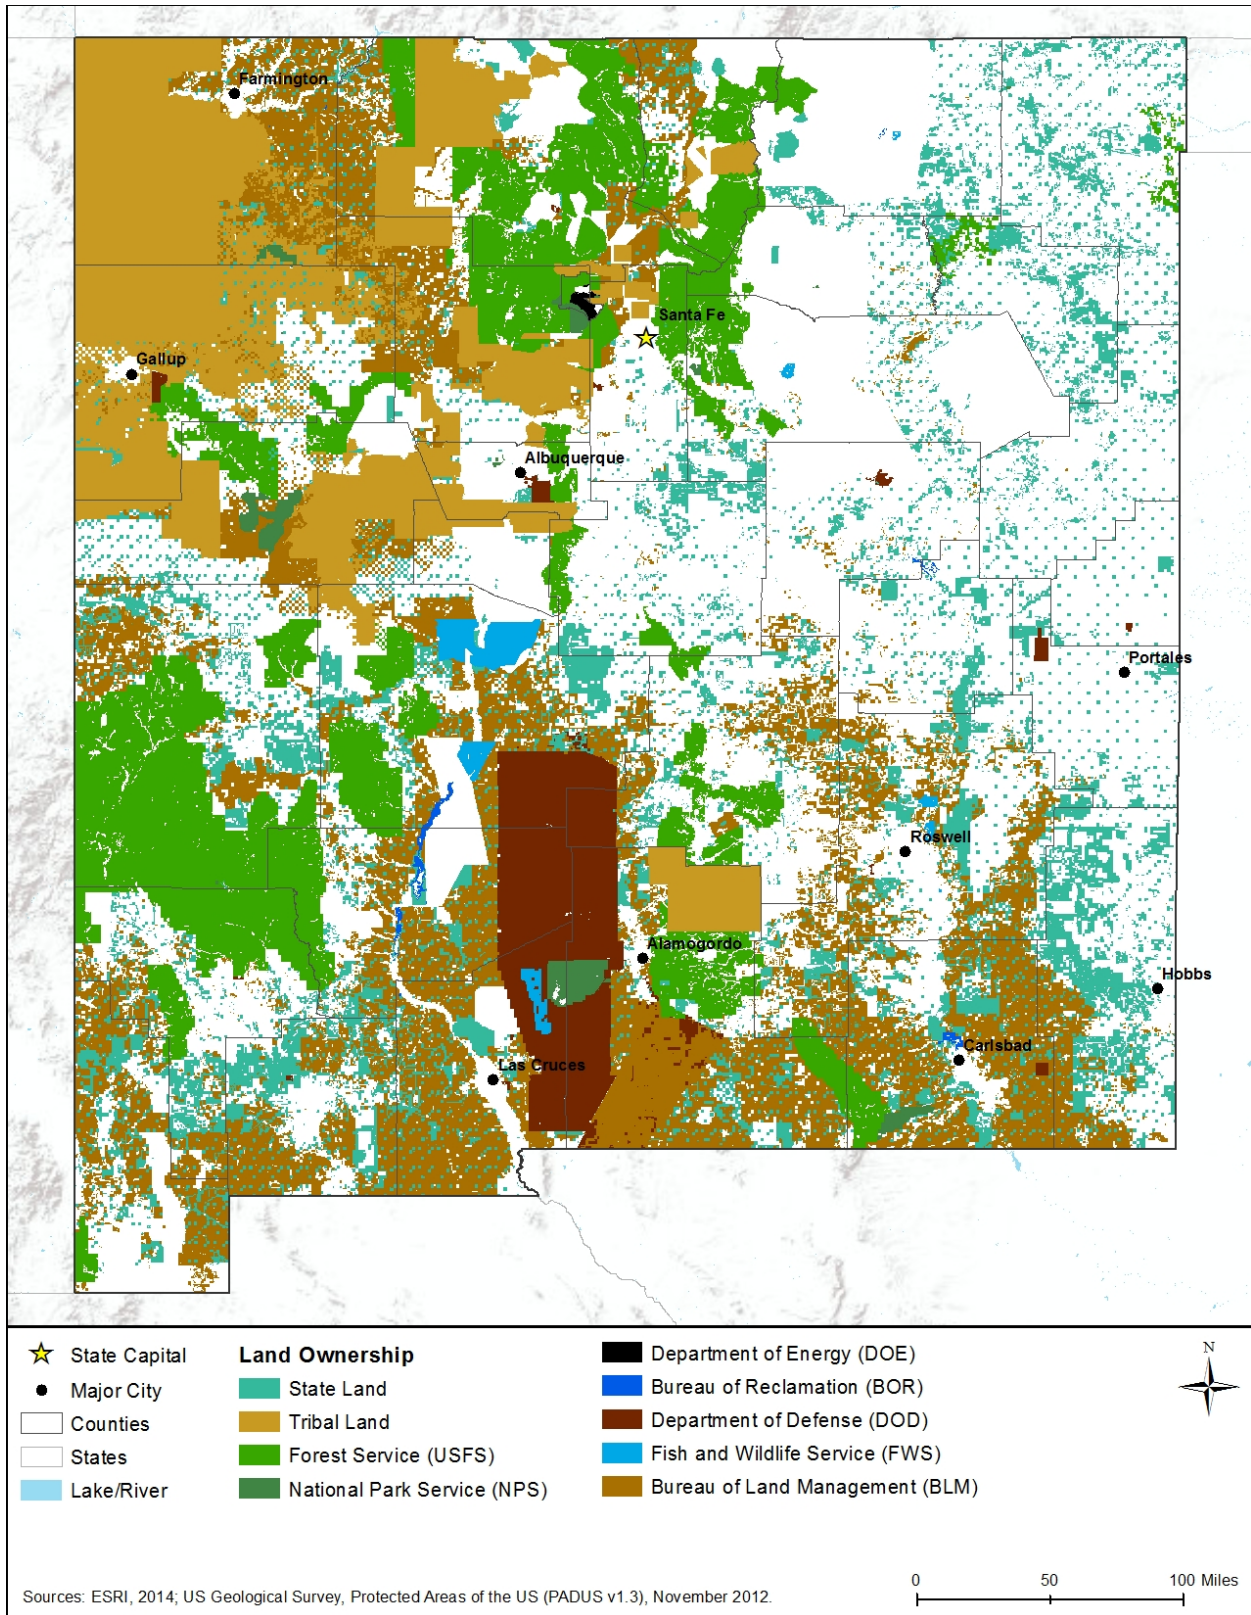 Farmington
Santa Fe
Gallup
Albuquerque
Portales
Roswell
Alamogordo
Hobbs
Carlsbad
Las Cruces
State Capital
Major City
Counties
States
Lake/River
Land Ownership
State Land
Tribal Land
Forest Service (USFS)
National Park Service (NPS)
Department of Energy (DOE)
Bureau of Reclamation (BOR)
Department of Defense (DOD)
Fish and Wildlife Service (FWS)
Bureau of Land Management (BLM)
N
Sources: ESRI, 2014; US Geological Survey, Protected Areas of the US (PADUS v1.3), November 2012.
0 50 100 Miles